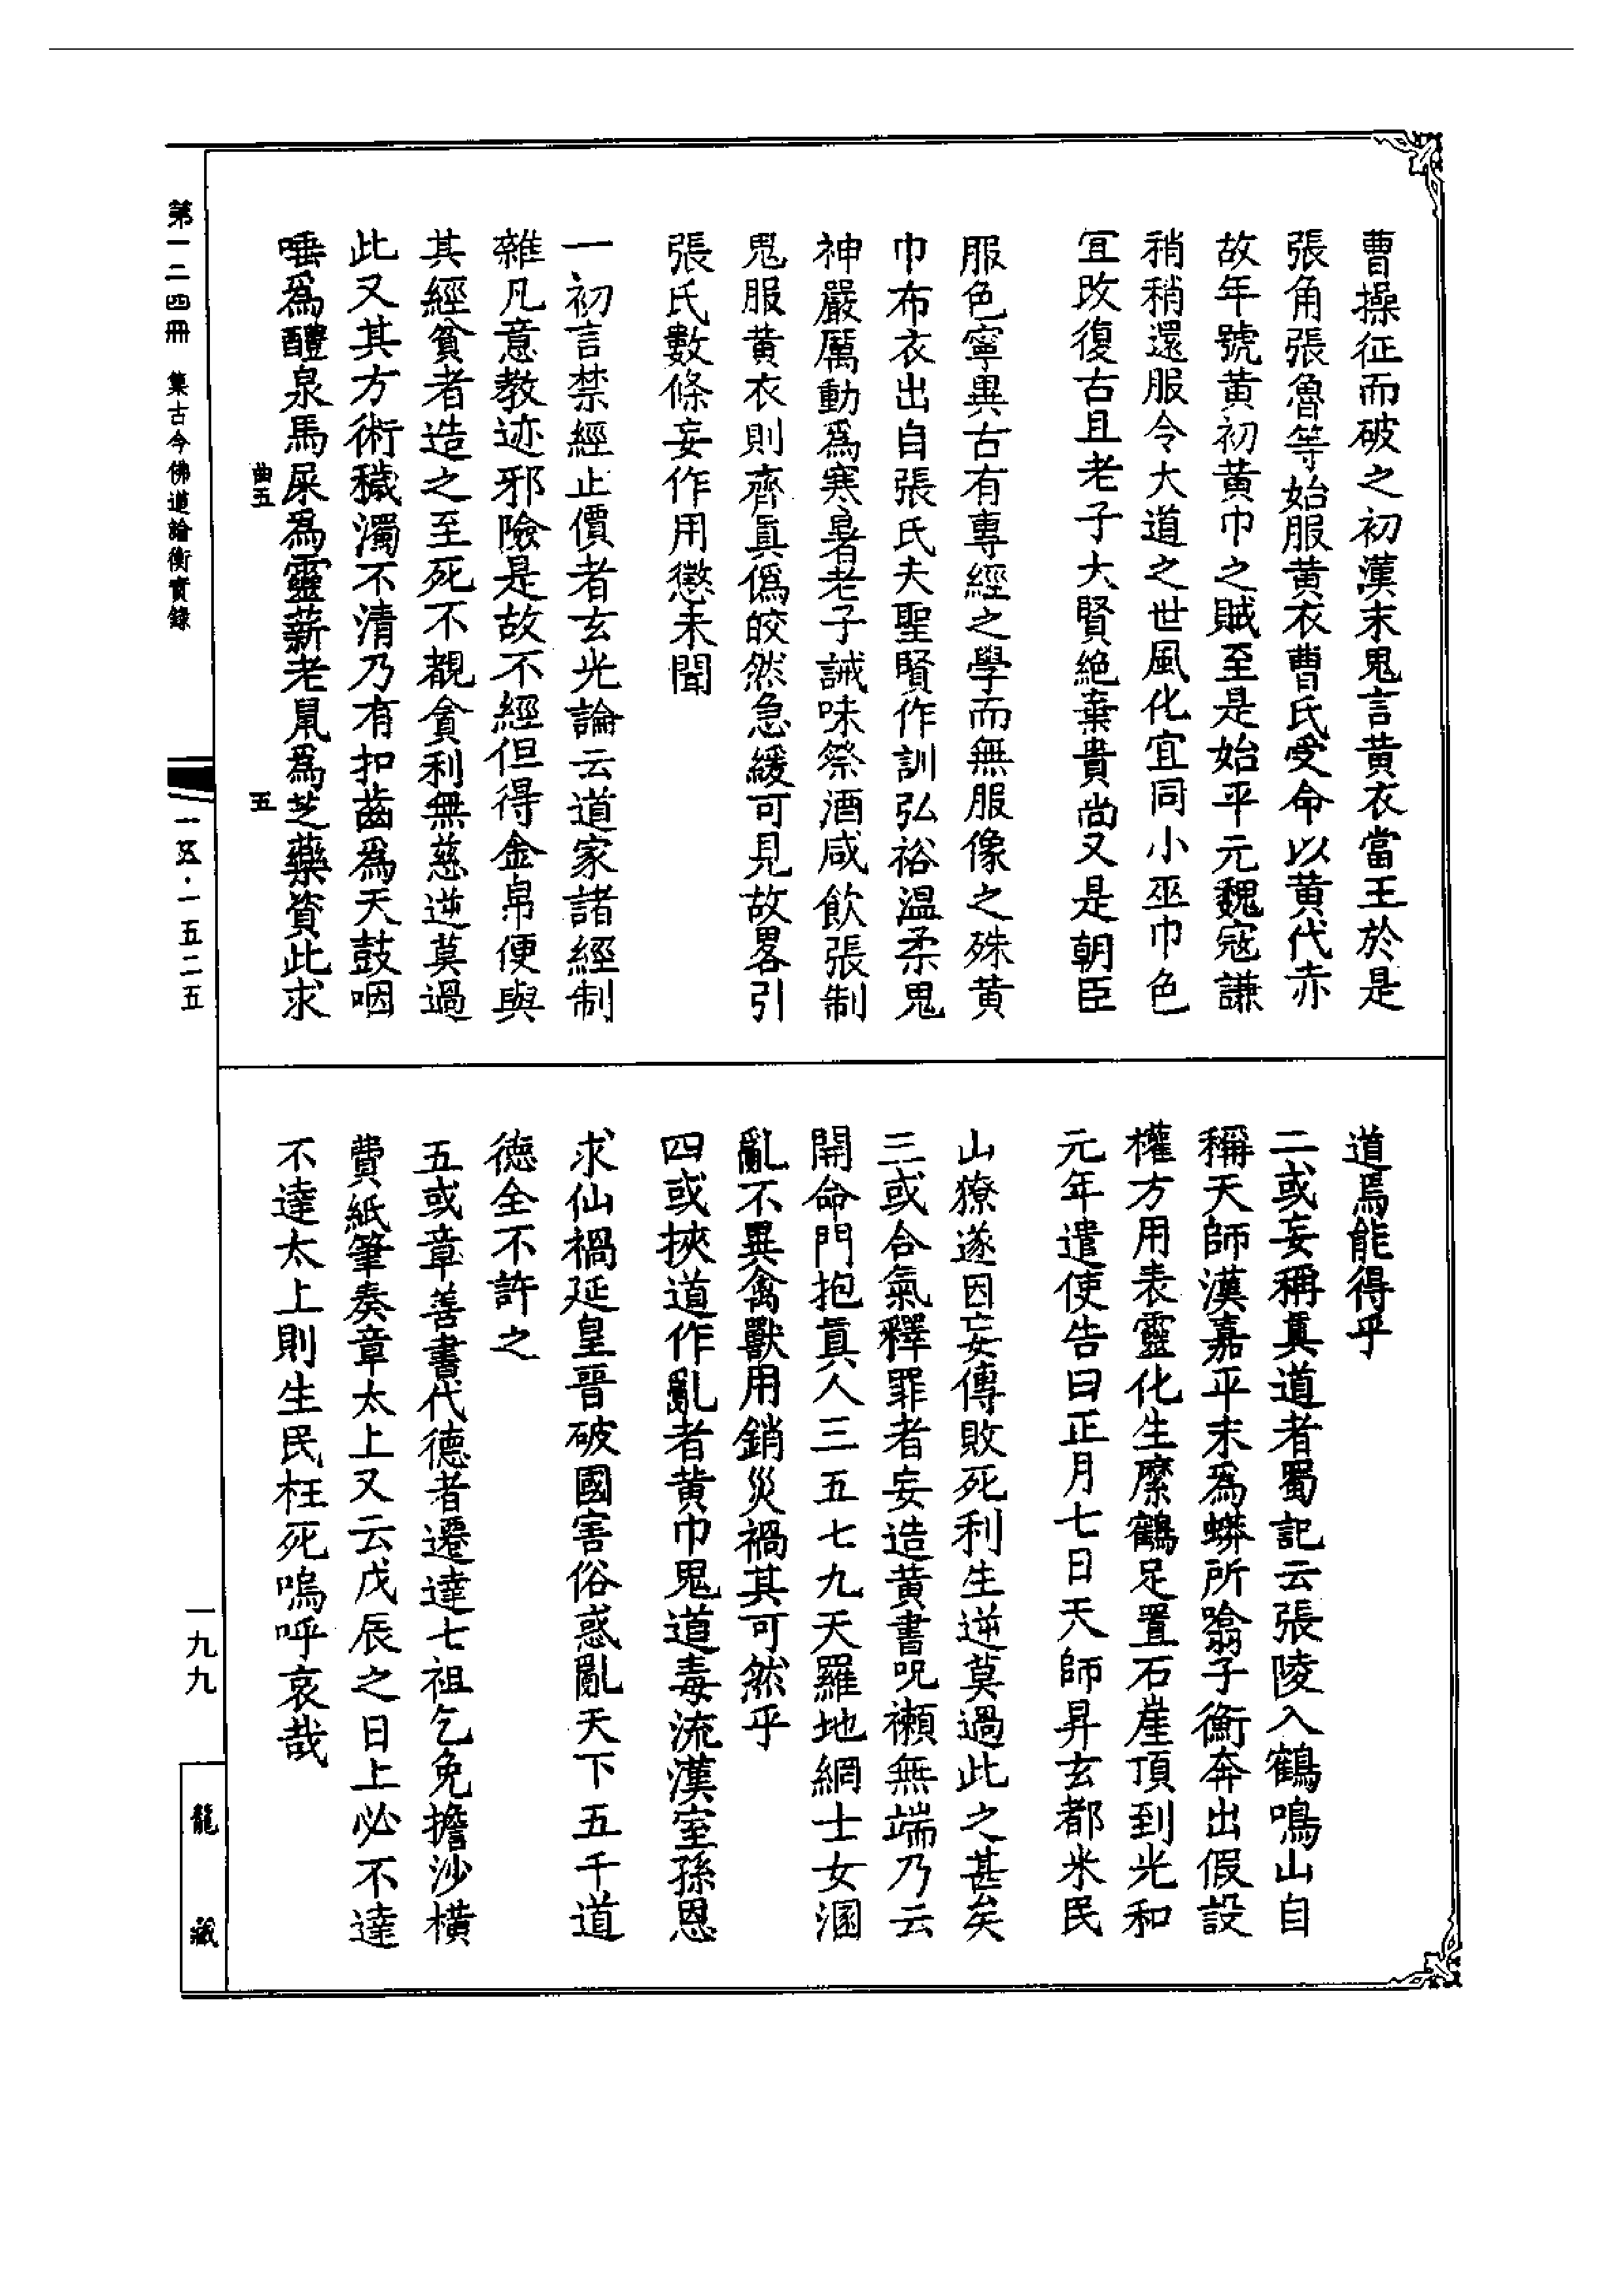 曹操征而破之初漢末鬼言黄衣當王於是
張角張魯等始服黄衣曹氏受命以黄代赤
故年號黄初黄巾之賊至是始平元魏寇謙
稍稍還服今大道之世風化宜同小巫巾色
宜改復古且老子大賢絶棄貴尚又是朝臣
服色寧異古有專經之學而無服像之殊黄
巾布衣出自張氏夫聖賢作訓弘裕温柔鬼
神嚴厲動爲寒暑老子誡味祭酒咸飲張制
鬼服黄衣則齊眞僞皎然急緩可見故畧引
張氏數條妄作用懲未聞
一初言禁經止價者玄光論云道家諸經制
雜凡意教迹邪險是故不經但得金帛便與
其經貧者造之至死不覩貪利無慈逆莫過
此又其方術穢濁不清乃有扣齒爲天鼓咽
唾爲醴泉馬屎爲靈薪老鼠爲芝藥資此求
曲五
五
道焉能得乎
二或妄稱眞道者蜀記云張陵入鶴鳴山自
稱天師漢嘉平末爲蟒所噏子衡奔出假設
權方用表靈化生縻鶴足置石崖頂到光和
元年遣使告曰正月七日天師昇玄都米民
山獠遂因妄傳敗死利生逆莫過此之甚矣
三或合氣釋罪者妄造黄書呪癩無端乃云
開命門抱眞人三五七九天羅地網士女溷
亂不異禽獸用銷災禍其可然乎
四或挾道作亂者黄巾鬼道毒流漢室孫恩
求仙禍延皇晉破國害俗惑亂天下五千道
德全不許之
五或章善書代德者遷達七祖乞免擔沙横
費紙筆奏章太上又云戊辰之日上必不達
不達太上則生民枉死嗚呼哀哉
第一二四冊 集古今佛道論衡實錄
一五·一五二五
一九九
龍藏